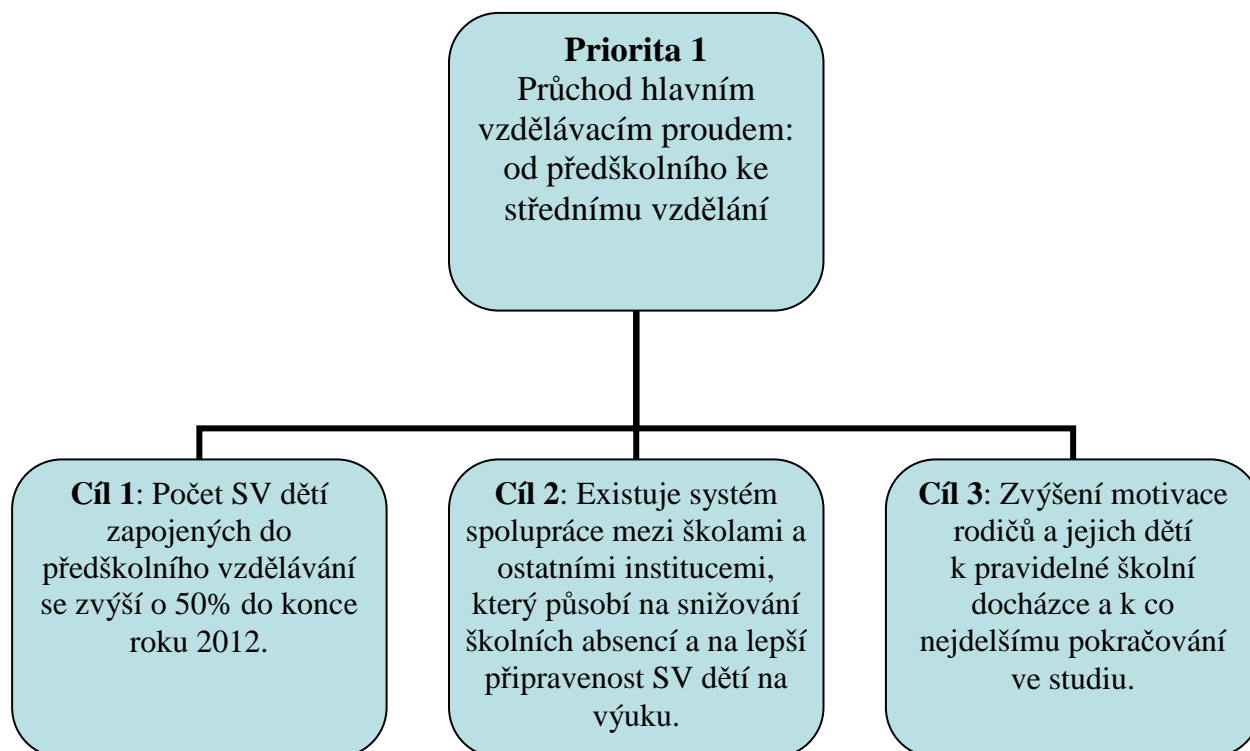 Priorita 1
Průchod hlavním
vzdělávacím proudem:
od předškolního ke
střednímu vzdělání
Cíl 1: Počet SV dětí
zapojených do
předškolního vzdělávání
se zvýší o 50% do konce
roku 2012.
Cíl 2: Existuje systém
spolupráce mezi školami a
ostatními institucemi,
který působí na snižování
školních absencí a na lepší
připravenost SV dětí na
výuku.
Cíl 3: Zvýšení motivace
rodičů a jejich dětí
k pravidelné školní
docházce a k co
nejdelšímu pokračování
ve studiu.